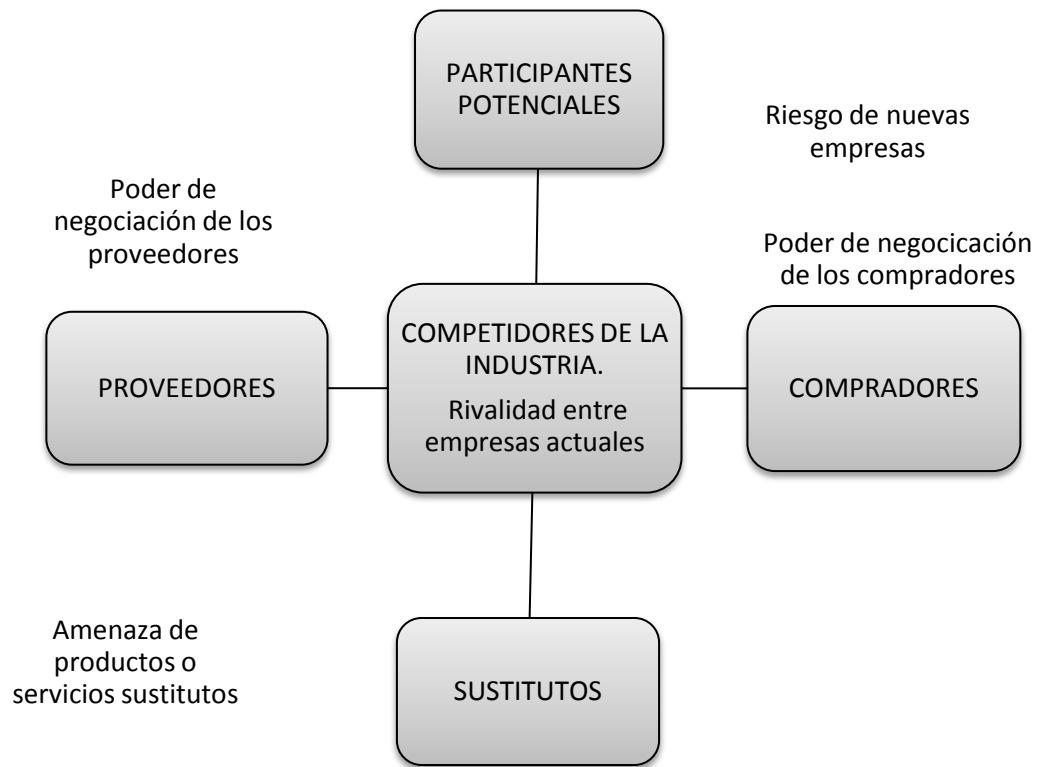 PARTICIPANTES
POTENCIALES
Riesgo de nuevas
empresas
Poder de
negociación de los
proveedores
Poder de negocicación
de los compradores
PROVEEDORES
COMPETIDORES DE LA
INDUSTRIA.
Rivalidad entre
empresas actuales
COMPRADORES
Amenaza de
productos o
servicios sustitutos
SUSTITUTOS